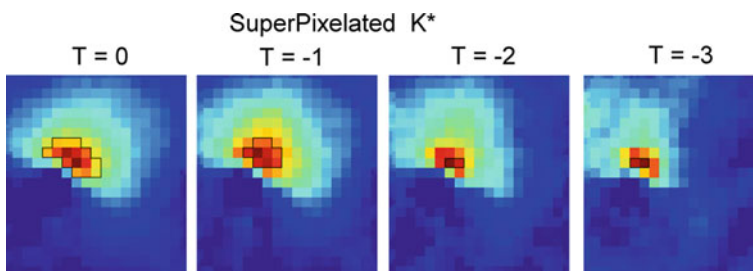 SuperPixelated K*
T = 0 T = -1 T = -2 T = -3